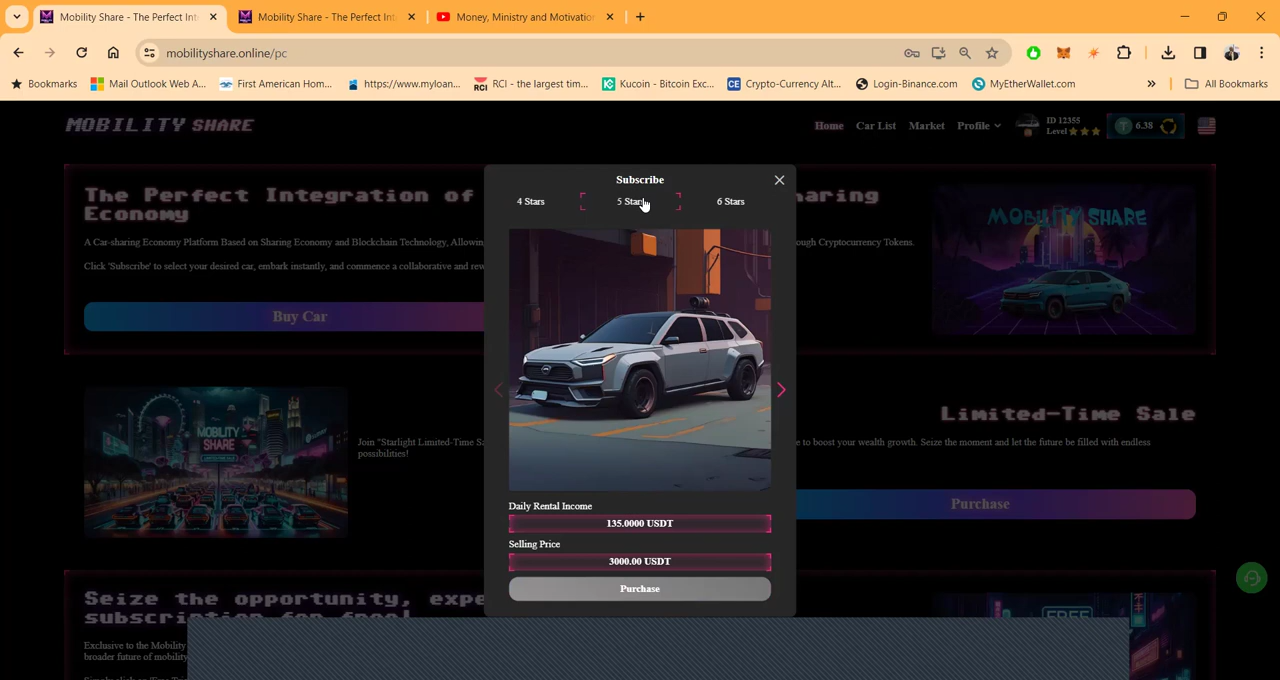 Mobility Share - The Perfect Int
Mobility Share - The Perfect Int
Money, Ministry and Motivation
mobilityshare.online/pc
Bookmarks
Mail Outlook Web A...
First American Hom...
https://www.myloan...
RCI - the largest tim...
Kucoin - Bitcoin Exc...
Crypto-Currency Alt...
Login-Binance.com
MyEtherWallet.com
All Bookmarks
MOBILITY SHARE
Home
Car List
Market
Profile
ID 12355
Level
6.38
The Perfect Integration of
Economy
A Car-sharing Economy Platform Based on Sharing Economy and Blockchain Technology, Allowin
Click 'Subscribe' to select your desired car, embark instantly, and commence a collaborative and rew
Buy Car
MOBILITY SHARE
Subscribe
4 Stars
5 Stars
6 Stars
Daily Rental Income
135.0000 USDT
Selling Price
3000.00 USDT
Purchase
MOBILITY
SHARE
Join "Starlight Limited-Time Sa
possibilities!
Limited-Time Sale
e to boost your wealth growth. Seize the moment and let the future be filled with endless
Purchase
Seize the opportunity, expe
subscription for free!
Exclusive to the Mobility
broader future of mobility
FREE